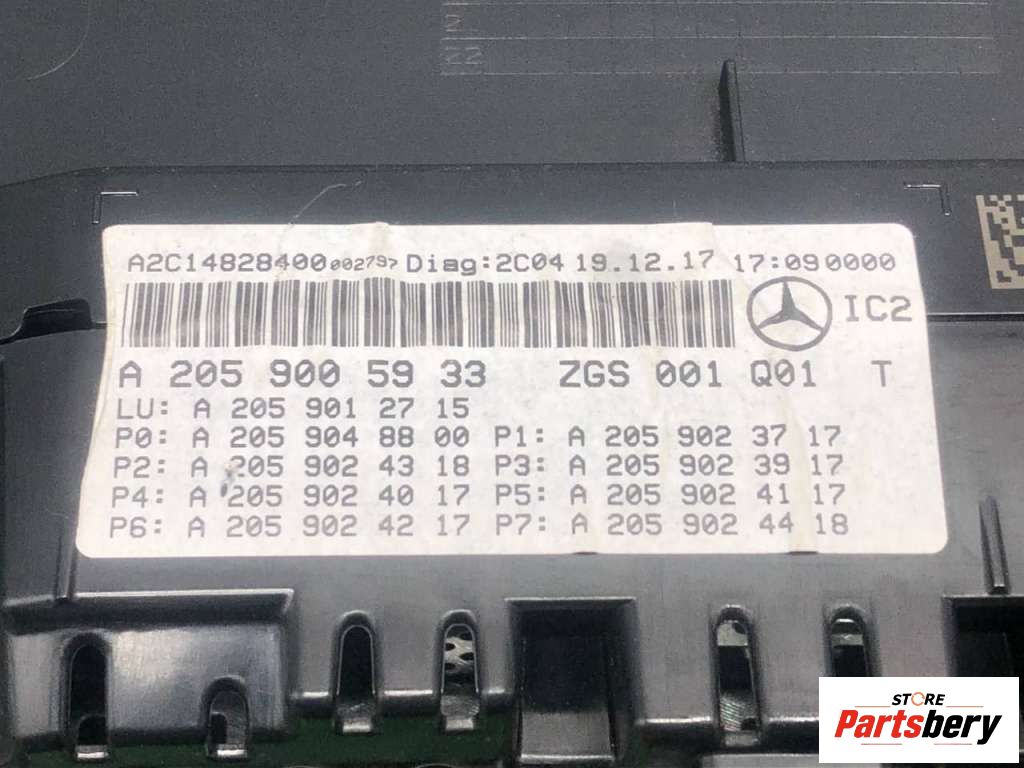 2
22
A2C14828400002797 Diag:2C04 19.12.17 17:090000
IC2
A 205 900 59 33 ZGS 001 Q01 T
LU: A 205 901 27 15
P0: A 205 904 88 00 P1: A 205 902 37 17
P2: A 205 902 43 18 P3: A 205 902 39 17
P4: A 205 902 40 17 P5: A 205 902 41 17
P6: A 205 902 42 17 P7: A 205 902 44 18
STORE
Partsbery